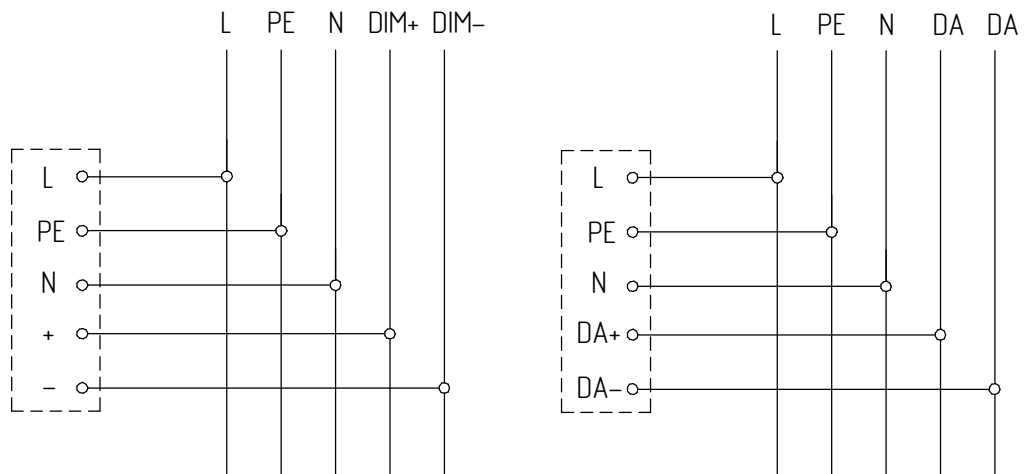 L PE N DIM+ DIM−
L
PE
N
+
−
L PE N DA DA
L
PE
N
DA+
DA−